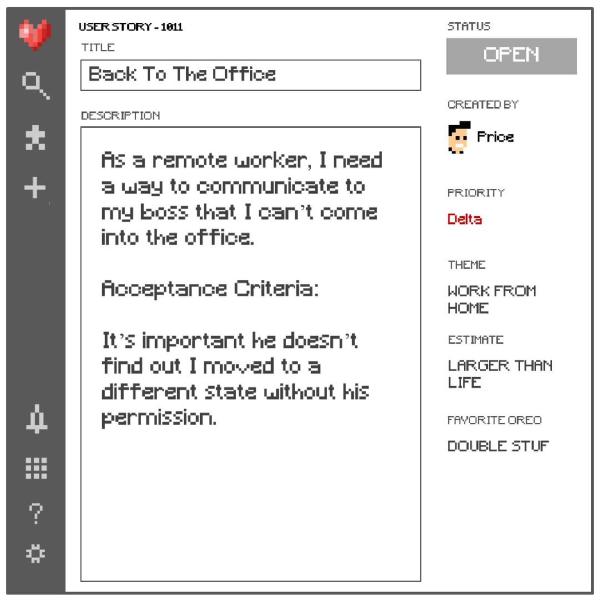 USER STORY - 1011
TITLE
Back To The Office
DESCRIPTION
As a remote worker, I need
a way to communicate to
my boss that I can't come
into the office.
Acceptance Criteria:
It's important he doesn't
find out I moved to a
different state without his
permission.
STATUS
OPEN
CREATED BY
Price
PRIORITY
Delta
THEME
WORK FROM
HOME
ESTIMATE
LARGER THAN
LIFE
FAVORITE OREO
DOUBLE STUF